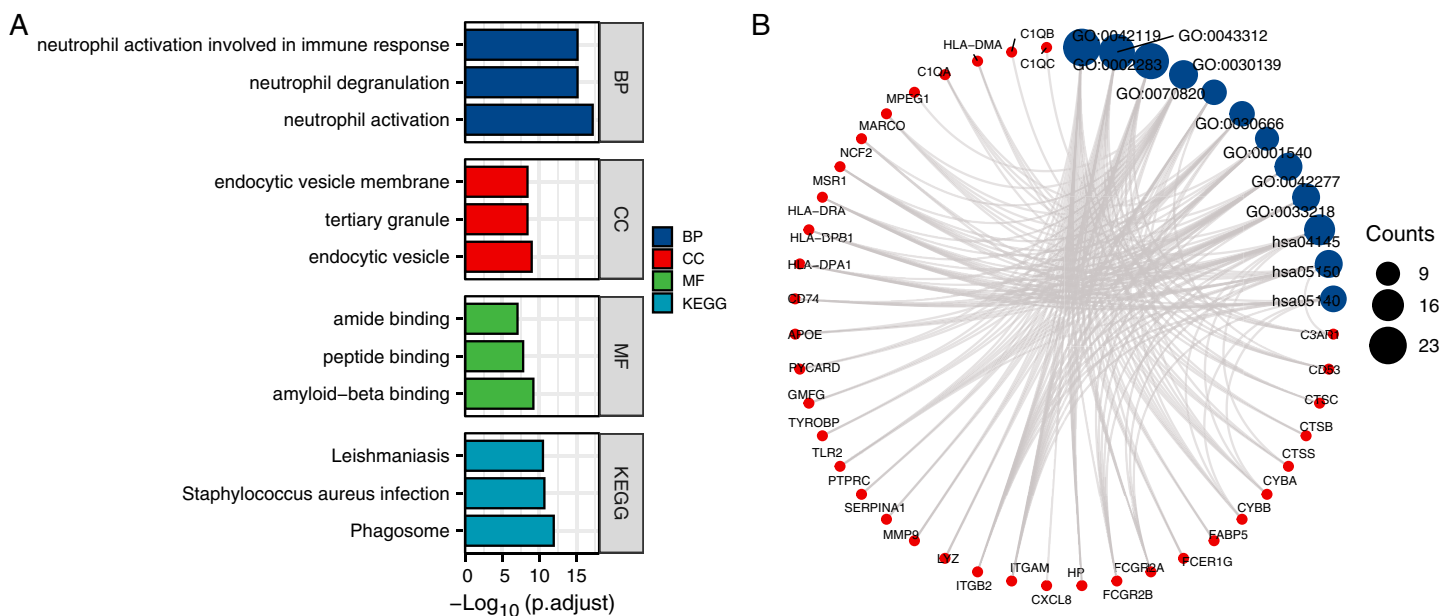 A
neutrophil activation involved in immune response
neutrophil degranulation
neutrophil activation
BP
endocytic vesicle membrane
tertiary granule
endocytic vesicle
CC
amide binding
peptide binding
amyloid−beta binding
MF
Leishmaniasis
Staphylococcus aureus infection
Phagosome
KEGG
0 5 10 15
−Log10 (p.adjust)
BP
CC
MF
KEGG
B
C1QB
C1QC
HLA−DMA
C1QA
MPEG1
MARCO
NCF2
MSR1
HLA−DRA
HLA−DPB1
HLA−DPA1
CD74
APOE
PYCARD
GMFG
TYROBP
TLR2
PTPRC
SERPINA1
MMP9
LYZ
ITGB2
ITGAM
CXCL8
HP
FCGR2B
FCGR2A
FCER1G
FABP5
CYBB
CYBA
CTSS
CTSB
CTSC
CD53
C3AR1
GO:0042119
GO:0043312
GO:0002283
GO:0030139
GO:0070820
GO:0030666
GO:0001540
GO:0042277
GO:0033218
hsa04145
hsa05150
hsa05140
Counts
9
16
23